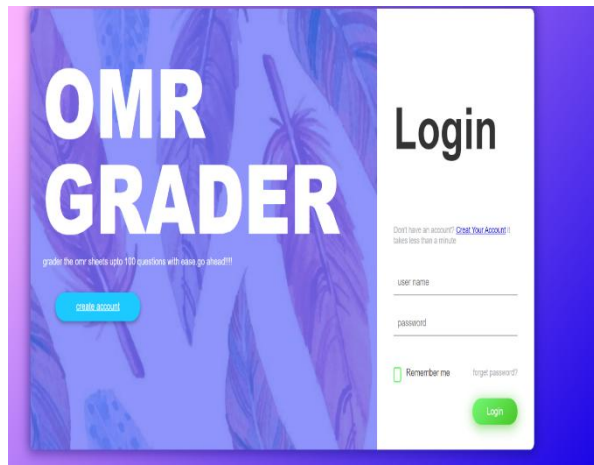 OMR
GRADER
grader the omr sheets upto 100 questions with ease go ahead!!!!
create account
Login
Don't have an account? Creat Your Account it
takes less than a minute
user name
password
Remember me
forget password?
Login